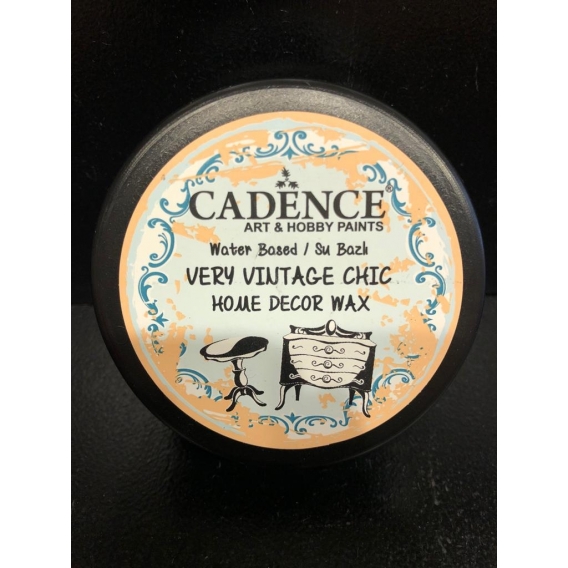 CADENCE®
ART & HOBBY PAINTS
Water Based / Su Bazlı
VERY VINTAGE CHIC
HOME DECOR WAX